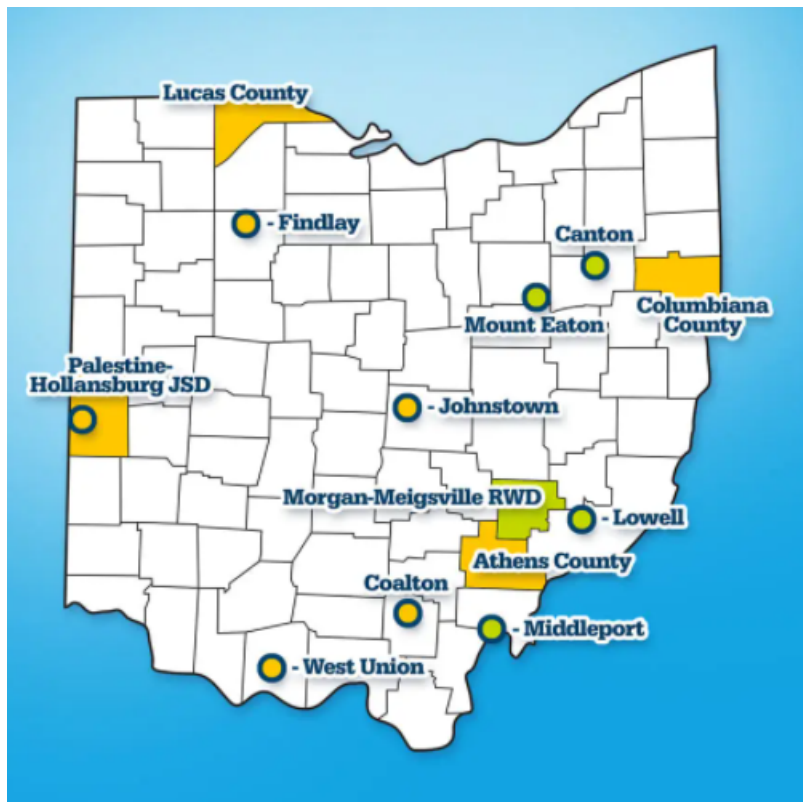 Lucas County
- Findlay
Canton
Mount Eaton
Columbiana
County
Palestine-
Hollansburg JSD
- Johnstown
Morgan-Meigsville RWD
- Lowell
Athens County
Coalton
- Middleport
- West Union